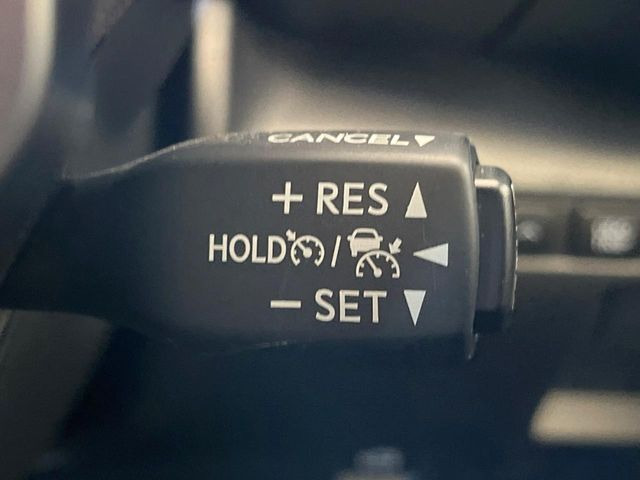 CANCEL
+ RES
HOLD /
- SET